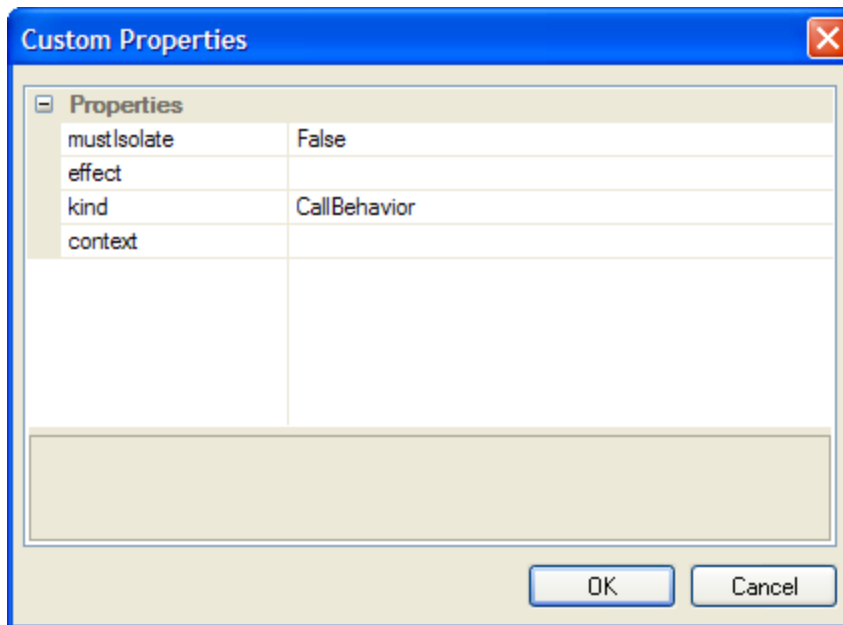 Custom Properties
Properties
mustIsolate False
effect
kind CallBehavior
context
OK Cancel